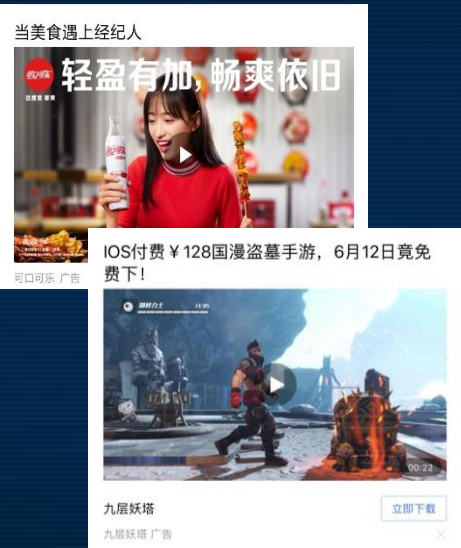 当美食遇上经纪人
可口可乐
轻盈有加,畅爽依旧
可口可乐 广告
IOS付费￥128国漫盗墓手游，6月12日竟免
费下！
00:22
九层妖塔
立即下载
九层妖塔 广告